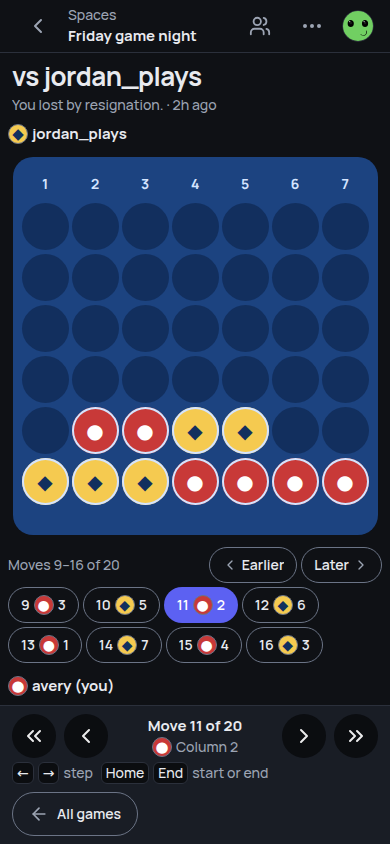 Spaces
Friday game night
vs jordan_plays
You lost by resignation. · 2h ago
jordan_plays
1 2 3 4 5 6 7
Moves 9–16 of 20
Earlier
Later
9 3
10 5
11 2
12 6
13 1
14 7
15 4
16 3
avery (you)
Move 11 of 20
Column 2
← → step Home End start or end
All games